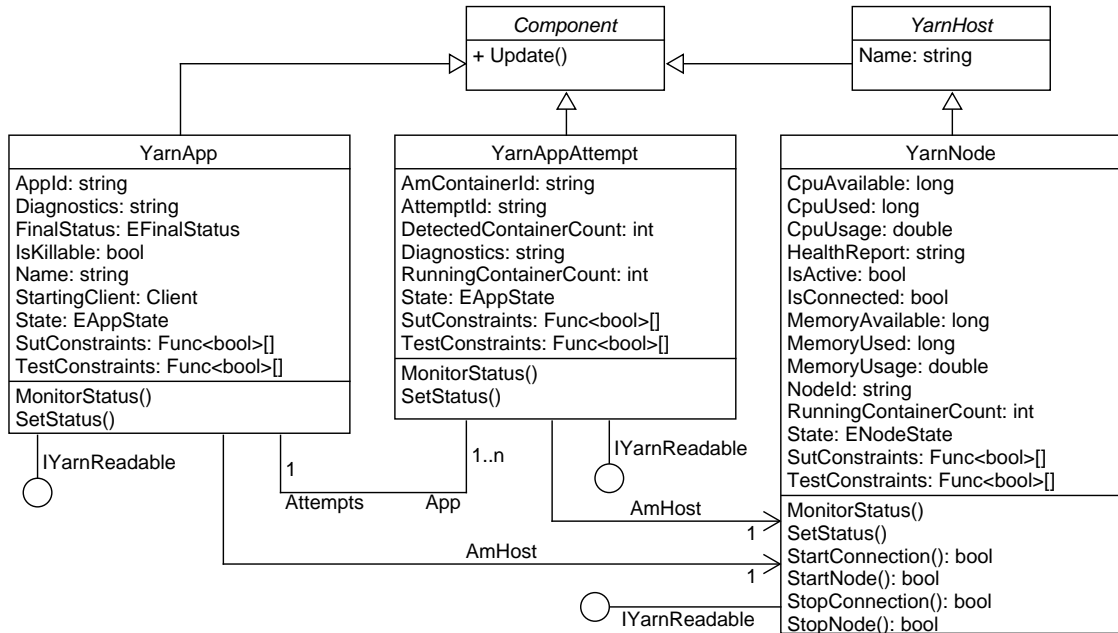 Component
+ Update()
YarnHost
Name: string
YarnApp
AppId: string
Diagnostics: string
FinalStatus: EFinalStatus
IsKillable: bool
Name: string
StartingClient: Client
State: EAppState
SutConstraints: Func<bool>[]
TestConstraints: Func<bool>[]
MonitorStatus()
SetStatus()
YarnAppAttempt
AmContainerId: string
AttemptId: string
DetectedContainerCount: int
Diagnostics: string
RunningContainerCount: int
State: EAppState
SutConstraints: Func<bool>[]
TestConstraints: Func<bool>[]
MonitorStatus()
SetStatus()
YarnNode
CpuAvailable: long
CpuUsed: long
CpuUsage: double
HealthReport: string
IsActive: bool
IsConnected: bool
MemoryAvailable: long
MemoryUsed: long
MemoryUsage: double
NodeId: string
RunningContainerCount: int
State: ENodeState
SutConstraints: Func<bool>[]
TestConstraints: Func<bool>[]
MonitorStatus()
SetStatus()
StartConnection(): bool
StartNode(): bool
StopConnection(): bool
StopNode(): bool
IYarnReadable
1
1..n
IYarnReadable
Attempts
App
AmHost
1
AmHost
1
IYarnReadable